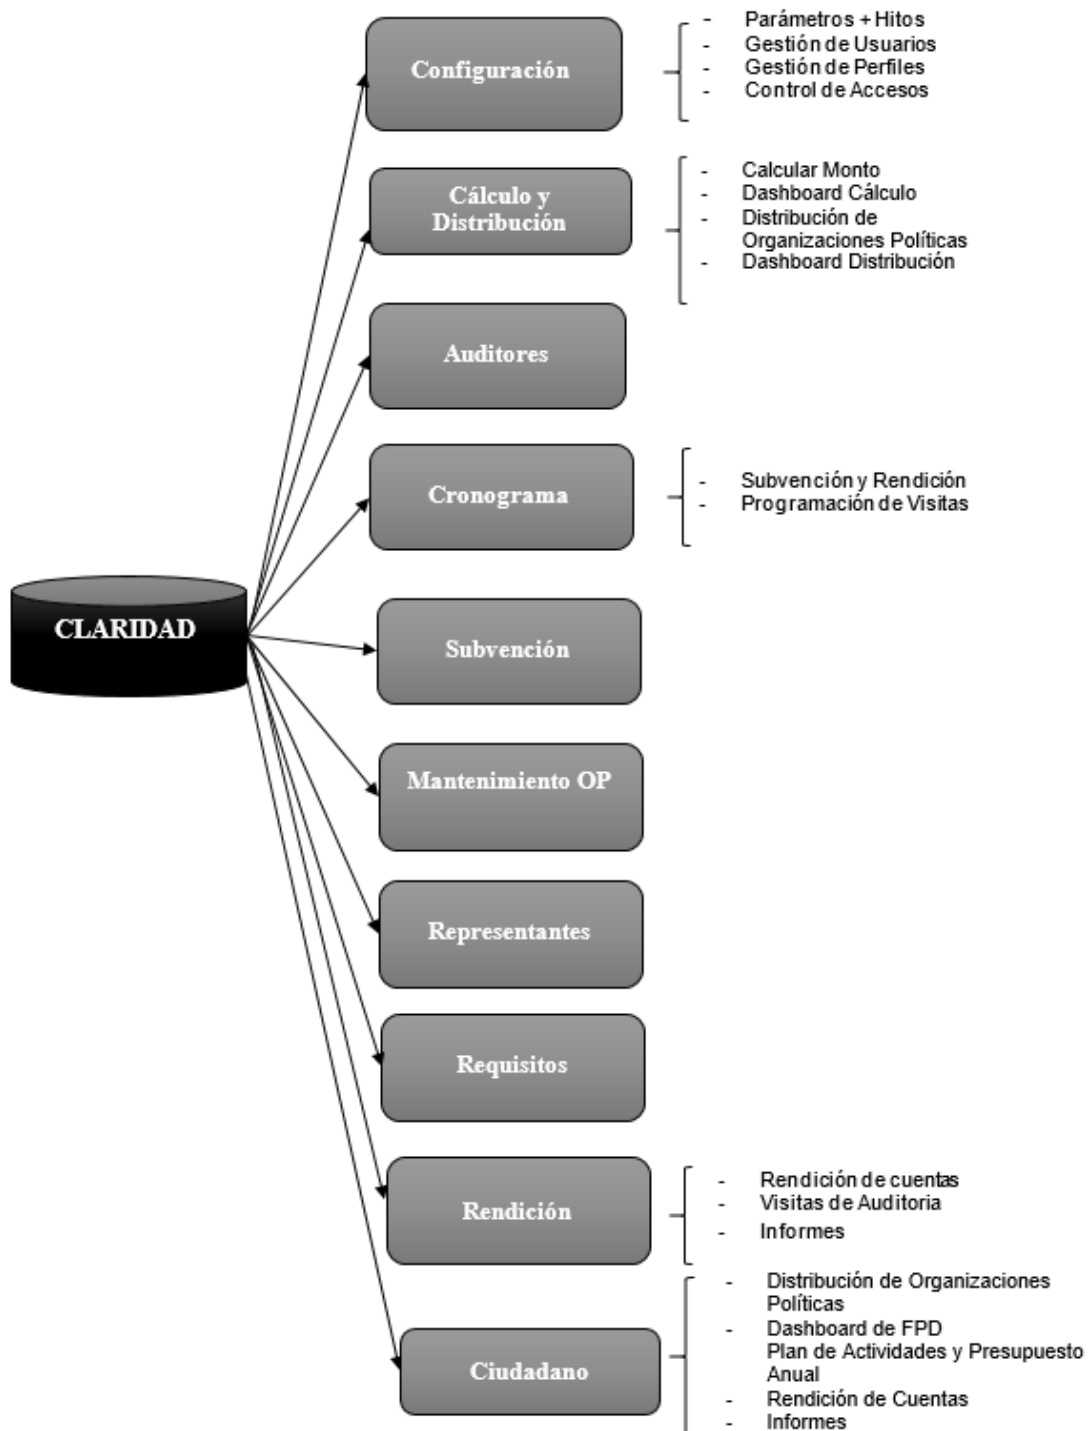 Configuración
- Parámetros + Hitos
- Gestión de Usuarios
- Gestión de Perfiles
- Control de Accesos
Cálculo y
Distribución
- Calcular Monto
- Dashboard Cálculo
- Distribución de
Organizaciones Políticas
- Dashboard Distribución
Auditores
Cronograma
- Subvención y Rendición
- Programación de Visitas
CLARIDAD
Subvención
Mantenimiento OP
Representantes
Requisitos
Rendición
- Rendición de cuentas
- Visitas de Auditoria
- Informes
Ciudadano
- Distribución de Organizaciones
Políticas
- Dashboard de FPD
Plan de Actividades y Presupuesto
Anual
- Rendición de Cuentas
- Informes